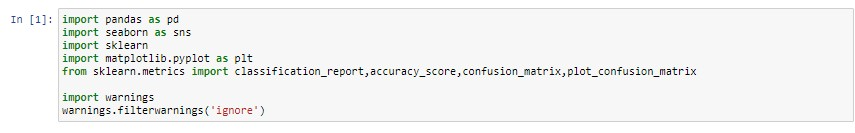 In [1]: import pandas as pd
import seaborn as sns
import sklearn
import matplotlib.pyplot as plt
from sklearn.metrics import classification_report,accuracy_score,confusion_matrix,plot_confusion_matrix
import warnings
warnings.filterwarnings('ignore')